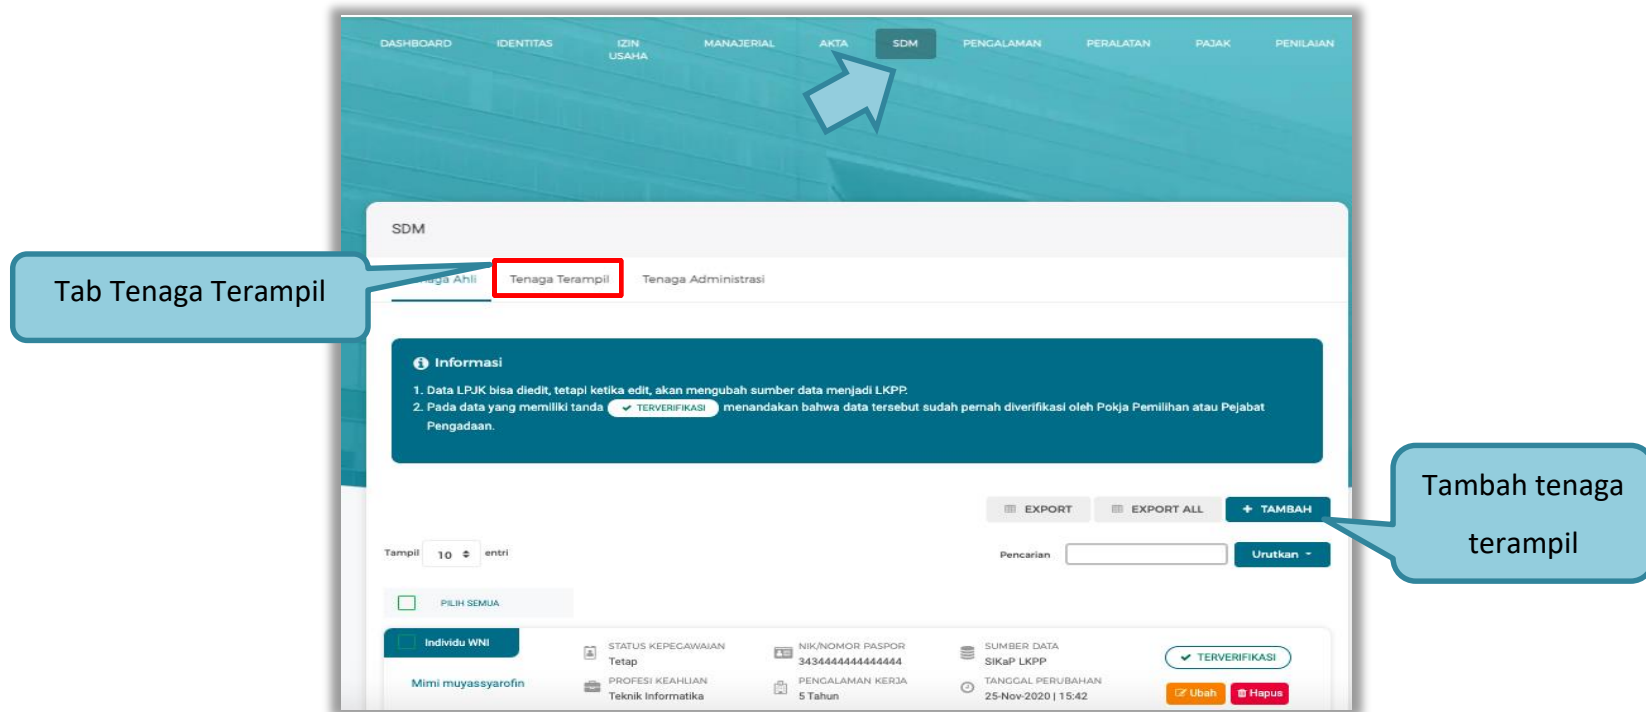 DASHBOARD IDENTITAS IZIN USAHA MANAJERIAL AKTA SDM PENGALAMAN PERALATAN PAJAK PENILAIAN
SDM
Tab Tenaga Terampil
Ahli Tenaga Terampil Tenaga Administrasi
Informasi
1. Data LPJK bisa diedit, tetapi ketika edit, akan mengubah sumber data menjadi LKPP.
2. Pada data yang memiliki tanda TERVERIFIKASI menandakan bahwa data tersebut sudah pernah diverifikasi oleh Pokja Pemilihan atau Pejabat
Pengadaan.
Tambah tenaga
terampil
EXPORT EXPORT ALL + TAMBAH
Tampil 10 entri Pencarian Urutkan
PILIH SEMUA
Individu WNI
Mimi muyassyarofin
STATUS KEPEGAWAIAN
Tetap
PROFESI KEAHLIAN
Teknik Informatika
NIK/NOMOR PASPOR
3434444444444444
PENGALAMAN KERJA
5 Tahun
SUMBER DATA
SIKaP LKPP
TANGGAL PERUBAHAN
25-Nov-2020 | 15:42
TERVERIFIKASI
Ubah Hapus